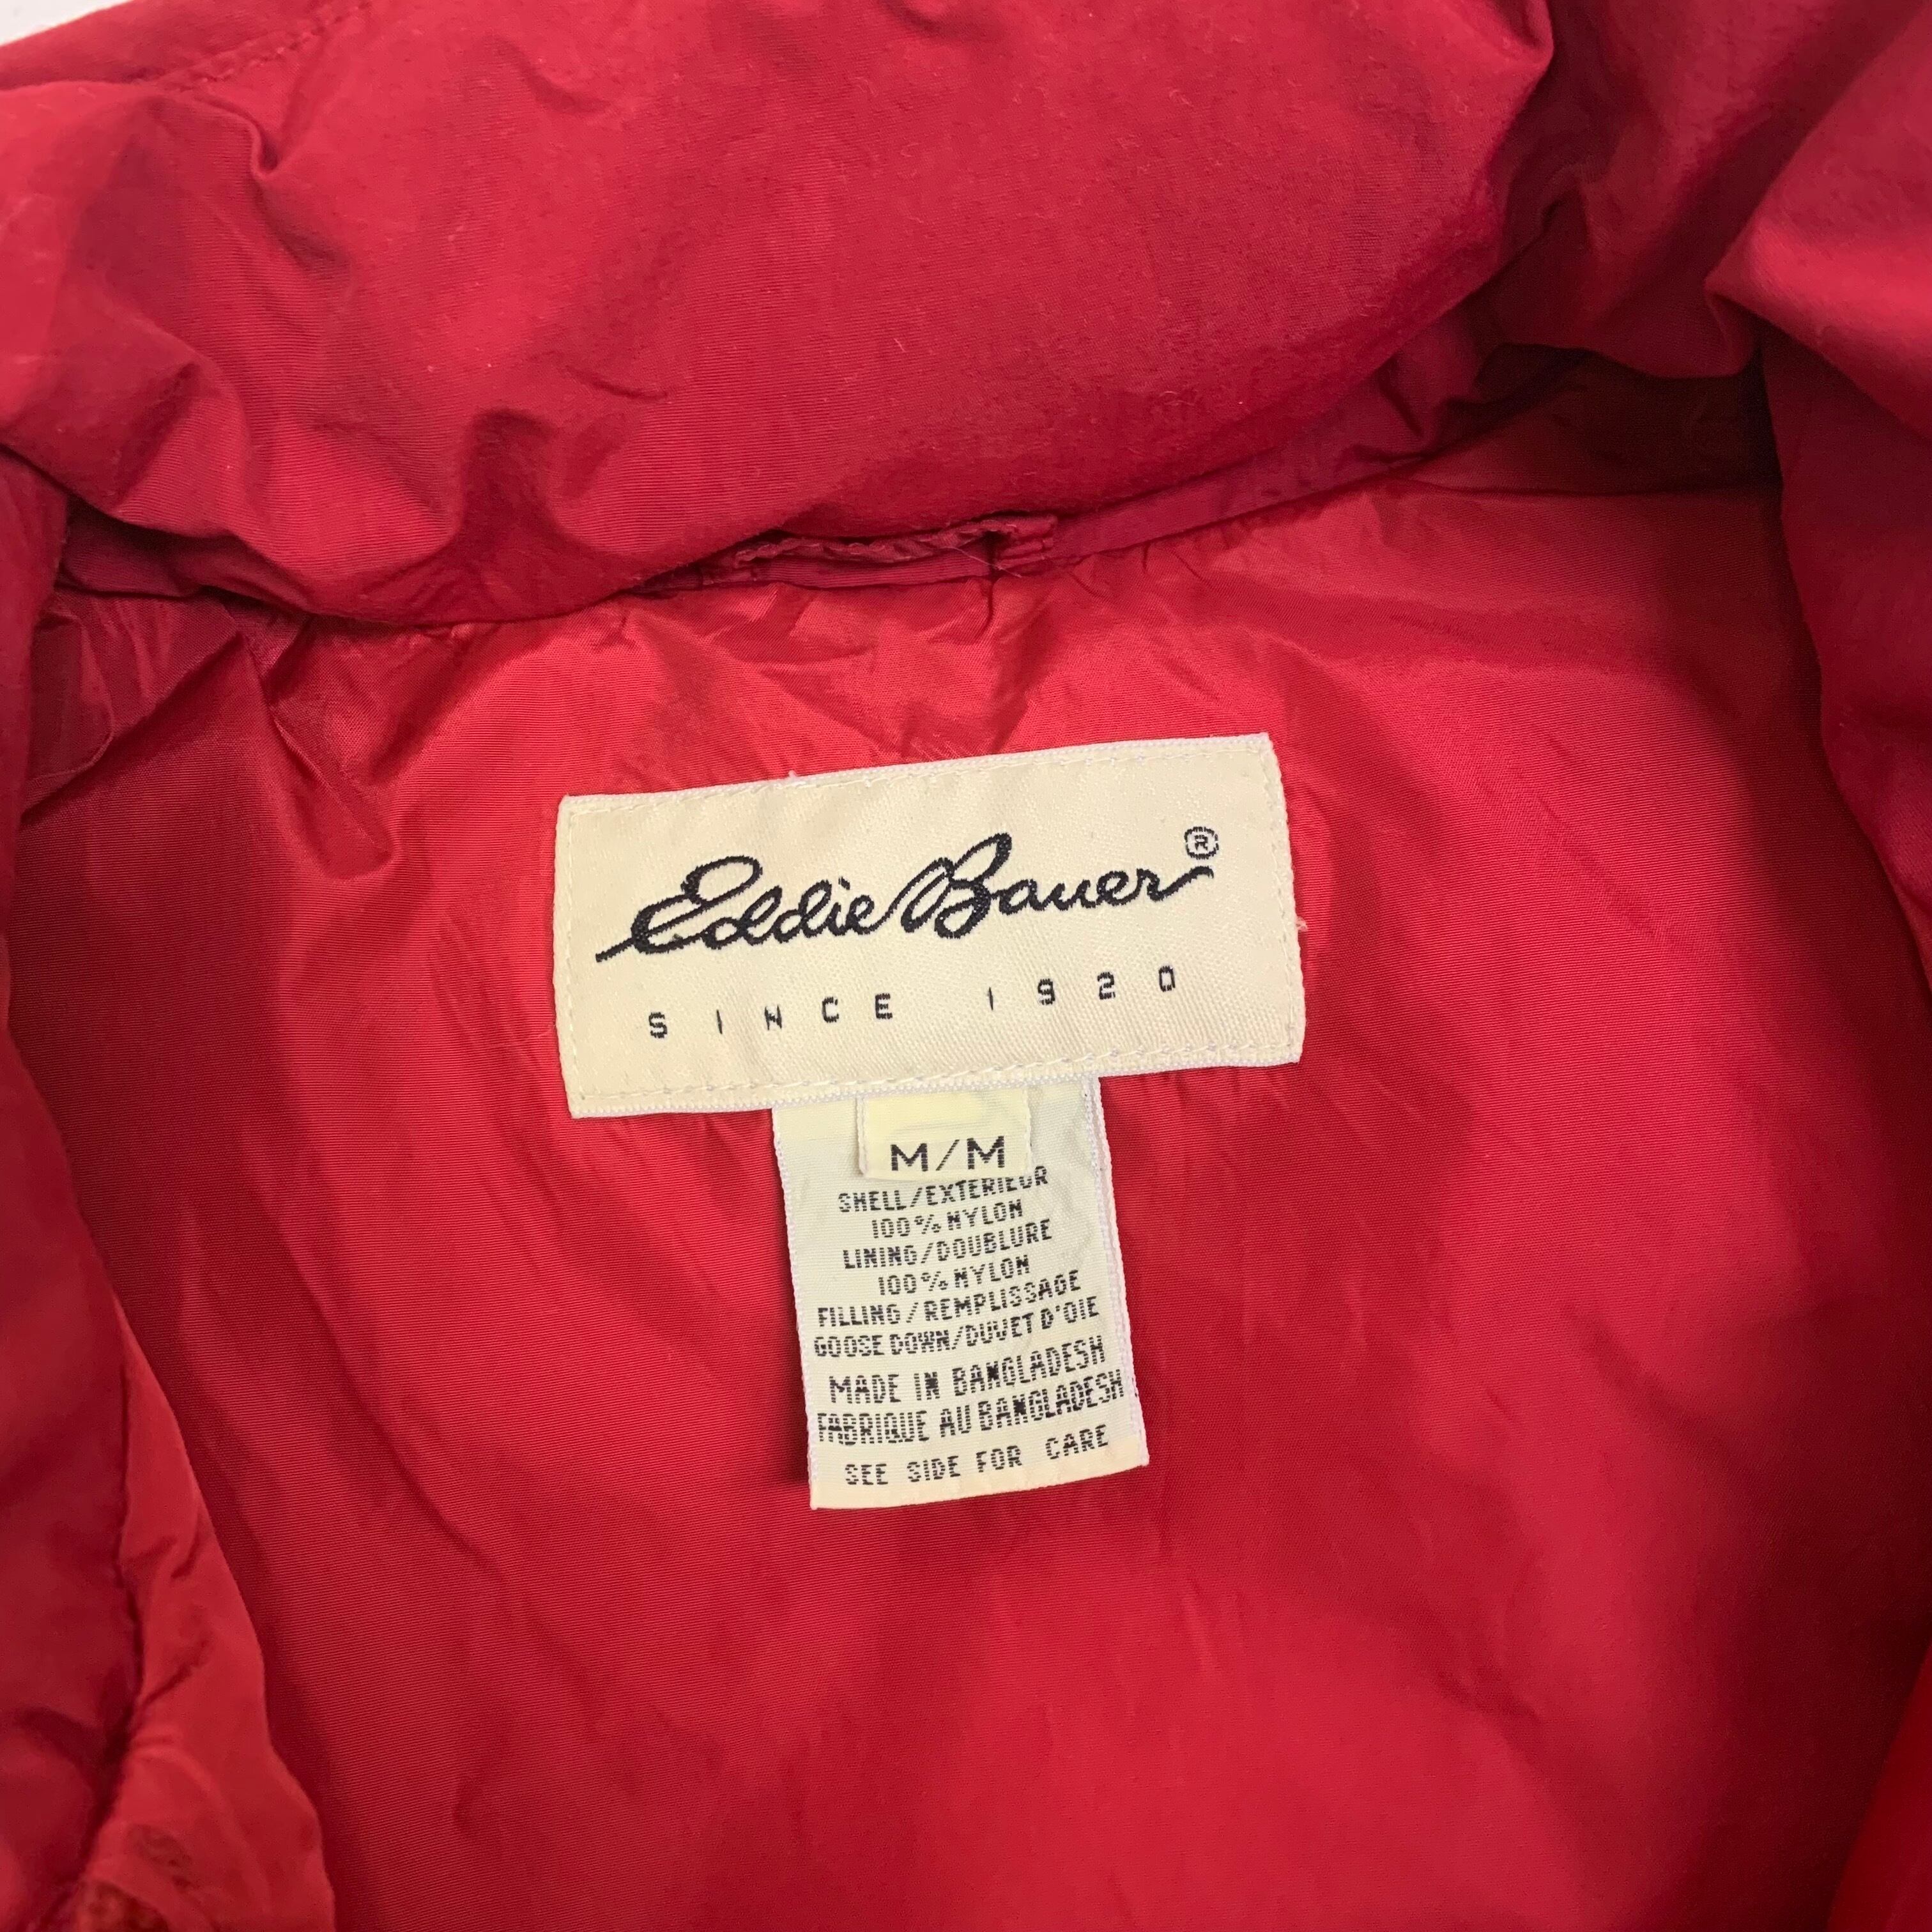 Eddie Bauer®
SINCE 1920
M/M
SHELL/EXTERIEUR
100% NYLON
LINING/DOUBLURE
100% NYLON
FILLING/REMPLISSAGE
GOOSE DOWN/DUVET D'OIE
MADE IN BANGLADESH
FABRIQUE AU BANGLADESH
SEE SIDE FOR CARE